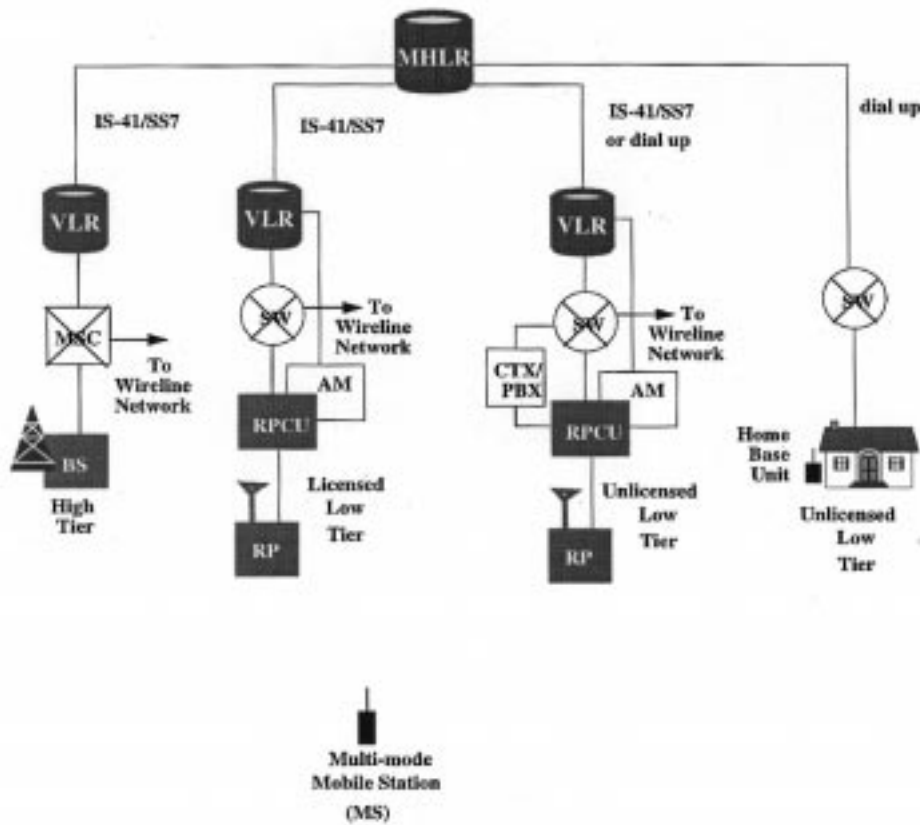 MHLR
IS-41/SS7
IS-41/SS7
IS-41/SS7
or dial up
dial up
VLR
VLR
VLR
MSC
SW
SW
SW
To
Wireline
Network
To
Wireline
Network
To
Wireline
Network
AM
CTX/
PBX
AM
RPCU
RPCU
BS
High
Tier
Licensed
Low
Tier
RP
Unlicensed
Low
Tier
RP
Home
Base
Unit
Unlicensed
Low
Tier
Multi-mode
Mobile Station
(MS)